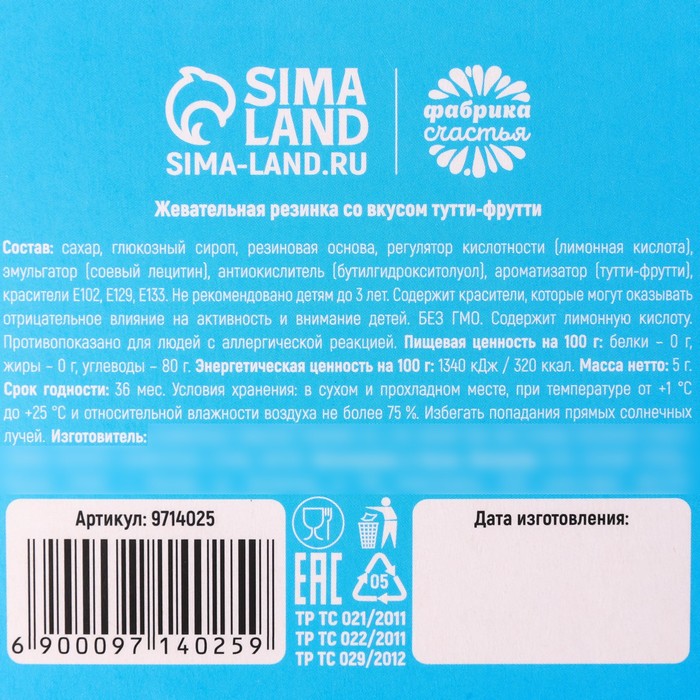 SIMA
LAND
SIMA-LAND.RU
фабрика
счастья
Жевательная резинка со вкусом тутти-фрутти
Состав: сахар, глюкозный сироп, резиновая основа, регулятор кислотности (лимонная кислота),
эмульгатор (соевый лецитин), антиокислитель (бутилгидрокситолуол), ароматизатор (тутти-фрутти),
красители Е102, Е129, Е133. Не рекомендовано детям до 3 лет. Содержит красители, которые могут оказывать
отрицательное влияние на активность и внимание детей. БЕЗ ГМО. Содержит лимонную кислоту.
Противопоказано для людей с аллергической реакцией. Пищевая ценность на 100 г: белки – 0 г,
жиры – 0 г, углеводы – 80 г. Энергетическая ценность на 100 г: 1340 кДж / 320 ккал. Масса нетто: 5 г.
Срок годности: 36 мес. Условия хранения: в сухом и прохладном месте, при температуре от +1 °С
до +25 °С и относительной влажности воздуха не более 75 %. Избегать попадания прямых солнечных
лучей. Изготовитель:
Артикул: 9714025
6 900097 140259
EAC
05
ТР ТС 021/2011
ТР ТС 022/2011
ТР ТС 029/2012
Дата изготовления: